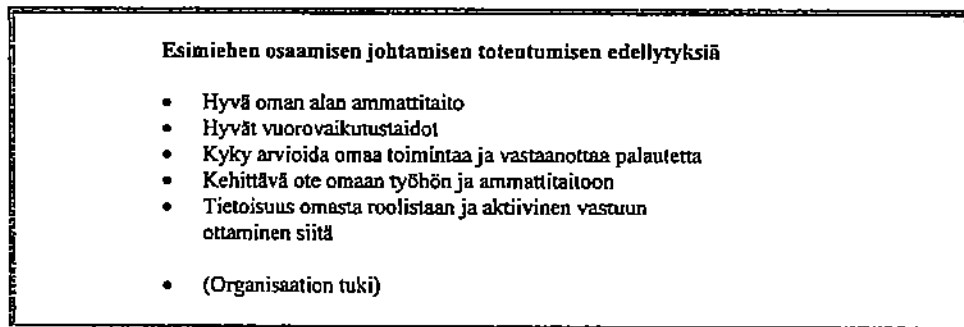 Esimiehen osaamisen johtamisen toteutumisen edellytyksiä
• Hyvä oman alan ammattitaito
• Hyvät vuorovaikutustaidot
• Kyky arvioida omaa toimintaa ja vastaanottaa palautetta
• Kehittävä ote omaan työhön ja ammattitaitoon
• Tietoisuus omasta roolistaan ja aktiivinen vastuun
ottaminen siitä
• (Organisaation tuki)